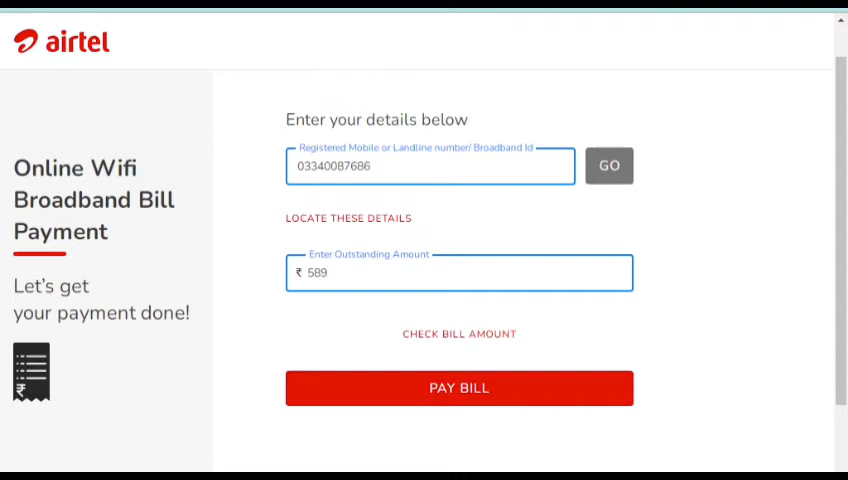 airtel
Online Wifi
Broadband Bill
Payment
Let's get
your payment done!
₹
Enter your details below
Registered Mobile or Landline number/ Broadband Id
03340087686
GO
LOCATE THESE DETAILS
Enter Outstanding Amount
₹ 589
CHECK BILL AMOUNT
PAY BILL